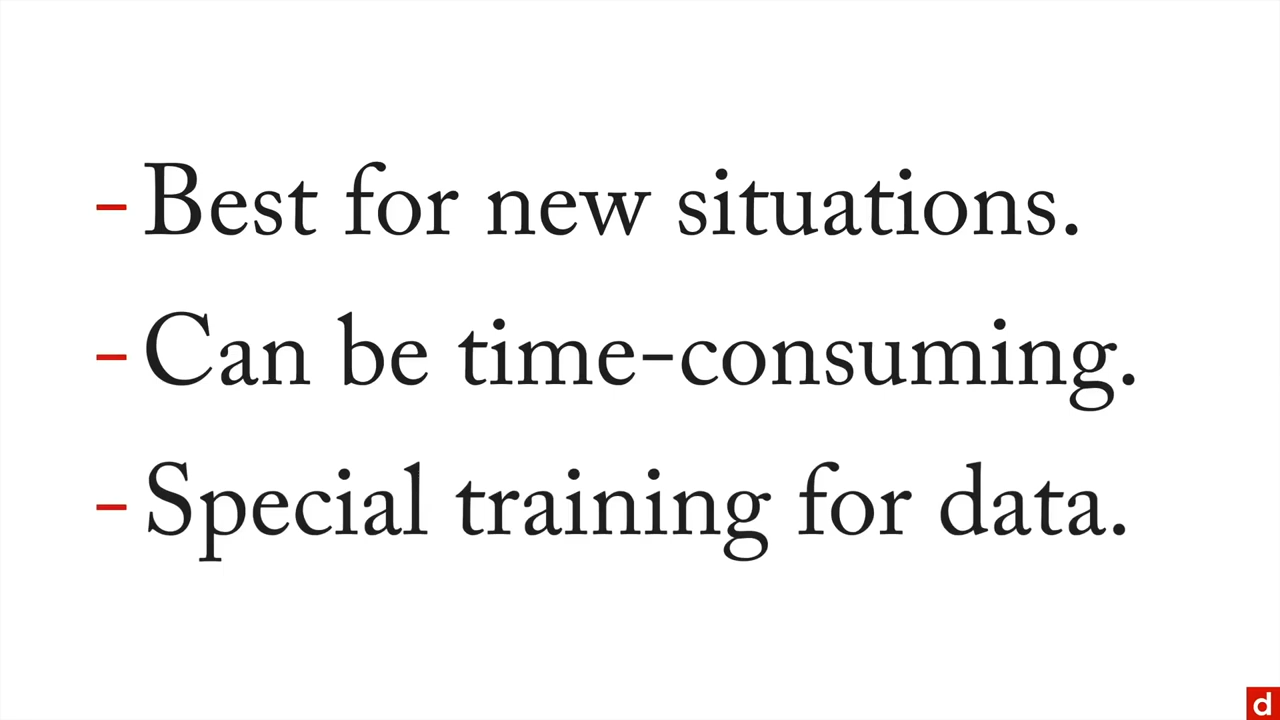 - Best for new situations.
- Can be time-consuming.
- Special training for data.
d